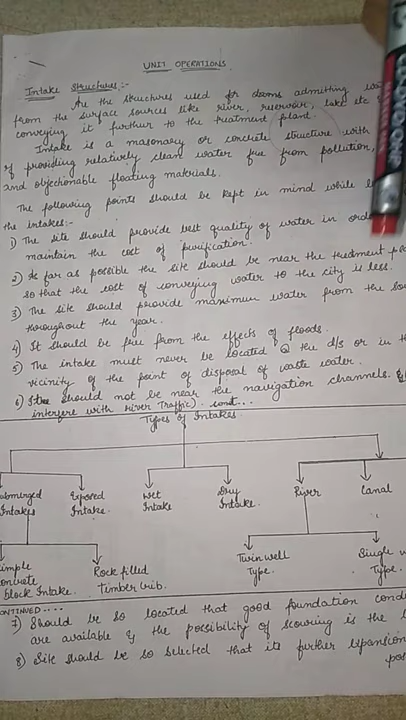 UNIT OPERATIONS
Intake Structures:-
Are the structures used for admitting
from the surface sources like river, reservoir, lake etc
conveying it further to the treatment plant.
Intake is a masonary or concrete structure with
of providing relatively clean water free from pollution,
and objectionable floating materials.
The following points should be kept in mind while
the intakes:-
1) The site should provide best quality of water in
maintain the cost of purification.
2) As far as possible the site should be near the treatment
so that the cost of conveying water to the city is less.
3) The site should provide maximum water from the
throughout the year.
4) It should be free from the effects of floods.
5) The intake must never be located @ the d/s or in
vicinity of the point of disposal of waste water.
6) should not be near the navigation channels.
interfere with river Traffic). cont...
Types of Intakes
Exposed Wet Dry River Canal
Intakes Intake. Intake Intake.
Rock filled Twin well
Block Intake. Timber crib. Type. Type.
CONTINUED....
7) Should be so located that good foundation
are available & the possibility of scouring is the
8) Site should be so selected that its further expansion